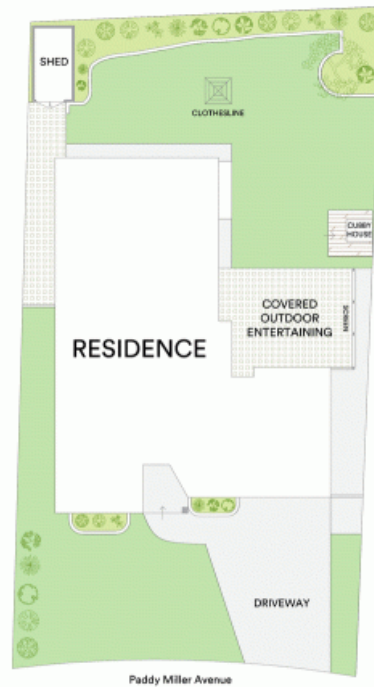 SHED
CLOTHESLINE
CUBBY
HOUSE
COVERED
OUTDOOR
ENTERTAINING
SCREEN
RESIDENCE
DRIVEWAY
Paddy Miller Avenue